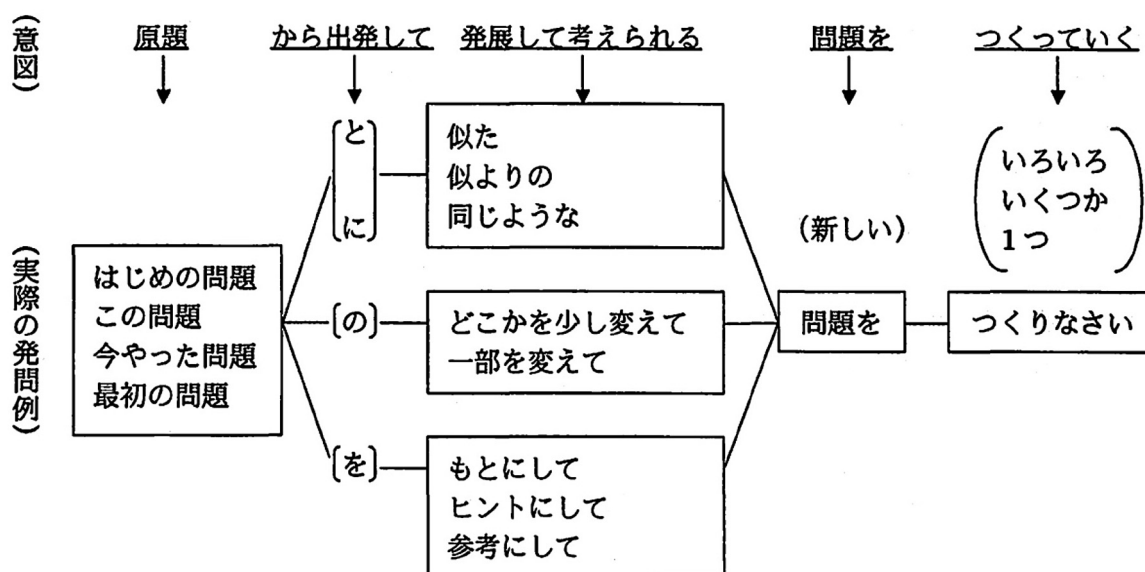 (意図)
原題
から出発して
発展して考えられる
問題を
つくっていく
(実際の発問例)
はじめの問題
この問題
今やった問題
最初の問題
[と
に]
似た
似よりの
同じような
[の]
どこかを少し変えて
一部を変えて
[を]
もとにして
ヒントにして
参考にして
(新しい)
問題を
(いろいろ
いくつか
1つ)
つくりなさい